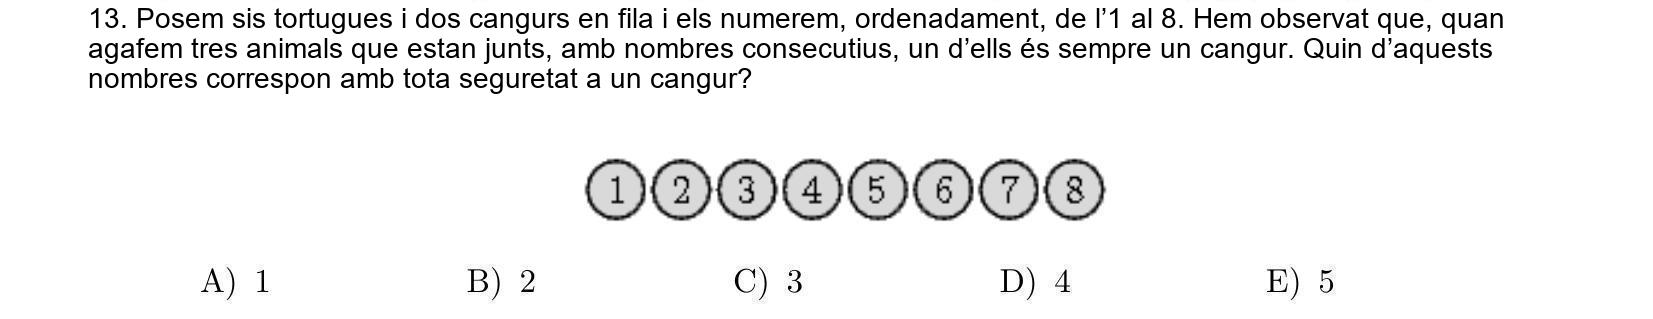 13. Posem sis tortugues i dos cangurs en fila i els numerem, ordenadament, de l'1 al 8. Hem observat que, quan
agafem tres animals que estan junts, amb nombres consecutius, un d'ells és sempre un cangur. Quin d'aquests
nombres correspon amb tota seguretat a un cangur?
1 2 3 4 5 6 7 8
A) 1 B) 2 C) 3 D) 4 E) 5